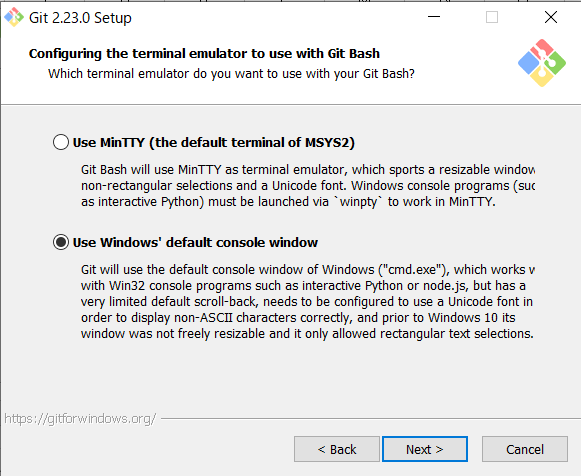 Git 2.23.0 Setup
Configuring the terminal emulator to use with Git Bash
Which terminal emulator do you want to use with your Git Bash?
Use MinTTY (the default terminal of MSYS2)
Git Bash will use MinTTY as terminal emulator, which sports a resizable window
non-rectangular selections and a Unicode font. Windows console programs (suc
as interactive Python) must be launched via `winpty` to work in MinTTY.
Use Windows' default console window
Git will use the default console window of Windows ("cmd.exe"), which works w
with Win32 console programs such as interactive Python or node.js, but has a
very limited default scroll-back, needs to be configured to use a Unicode font in
order to display non-ASCII characters correctly, and prior to Windows 10 its
window was not freely resizable and it only allowed rectangular text selections.
https://gitforwindows.org/
< Back
Next >
Cancel